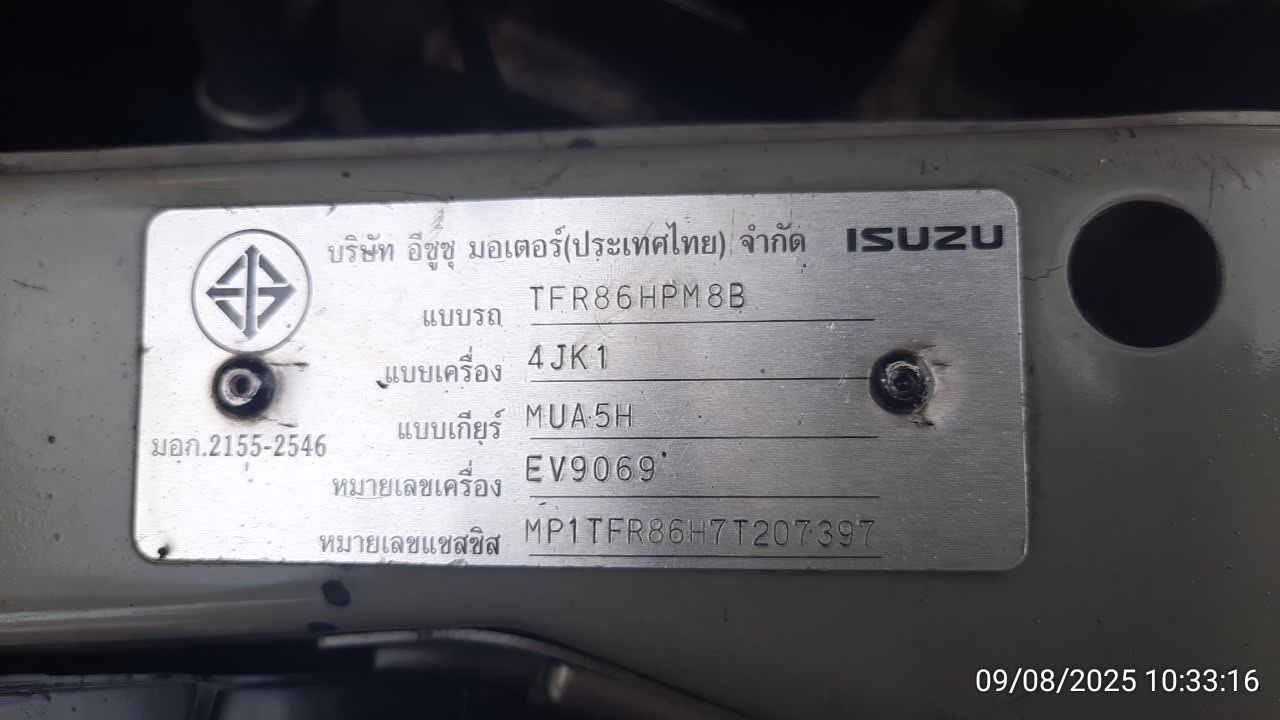 บริษัท อีซูซุ มอเตอร์(ประเทศไทย) จำกัด ISUZU
แบบรถ TFR86HPM8B
แบบเครื่อง 4JK1
แบบเกียร์ MUA5H
มอก.2155-2546
หมายเลขเครื่อง EV9069
หมายเลขแชสซิส MP1TFR86H7T207397
09/08/2025 10:33:16